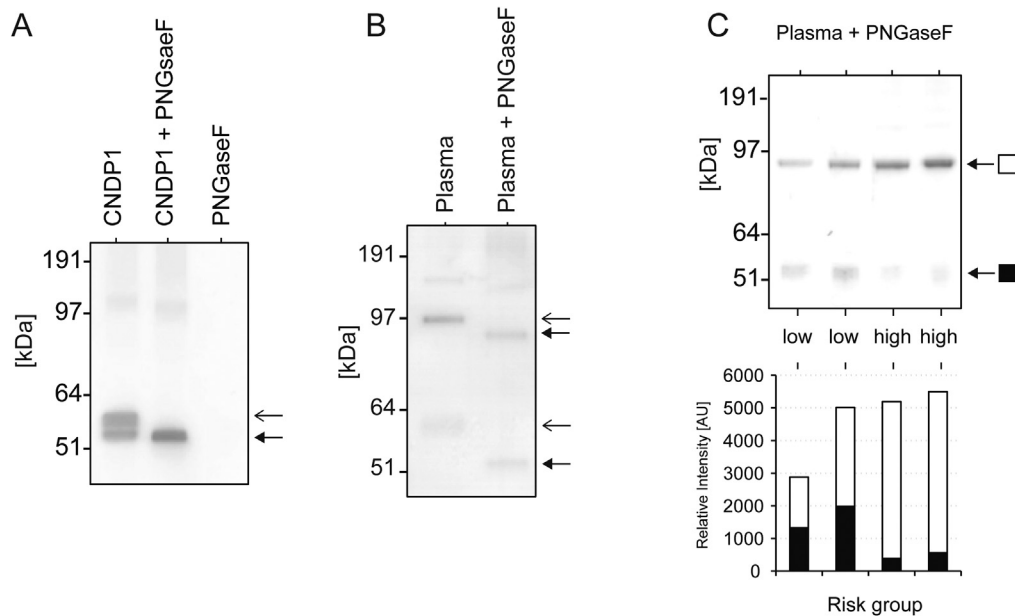 A
CNDP1
CNDP1 + PNGsaeF
PNGaseF
[kDa]
191
97
64
51
B
Plasma
Plasma + PNGaseF
[kDa]
191
97
64
51
C
Plasma + PNGaseF
[kDa]
191
97
64
51
low low high high
Relative Intensity [AU]
6000
5000
4000
3000
2000
1000
0
Risk group